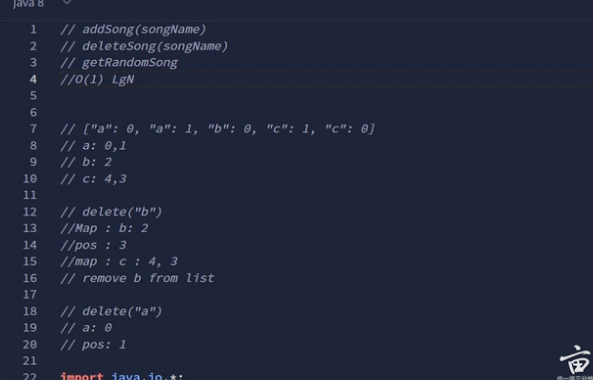 java 8
1 // addSong(songName)
2 // deleteSong(songName)
3 // getRandomSong
4 //O(1) LgN
5
6
7 // ["a": 0, "a": 1, "b": 0, "c": 1, "c": 0]
8 // a: 0,1
9 // b: 2
10 // c: 4,3
11
12 // delete("b")
13 //Map : b: 2
14 //pos : 3
15 //map : c : 4, 3
16 // remove b from list
17
18 // delete("a")
19 // a: 0
20 // pos: 1
21
22 import java.io.*;